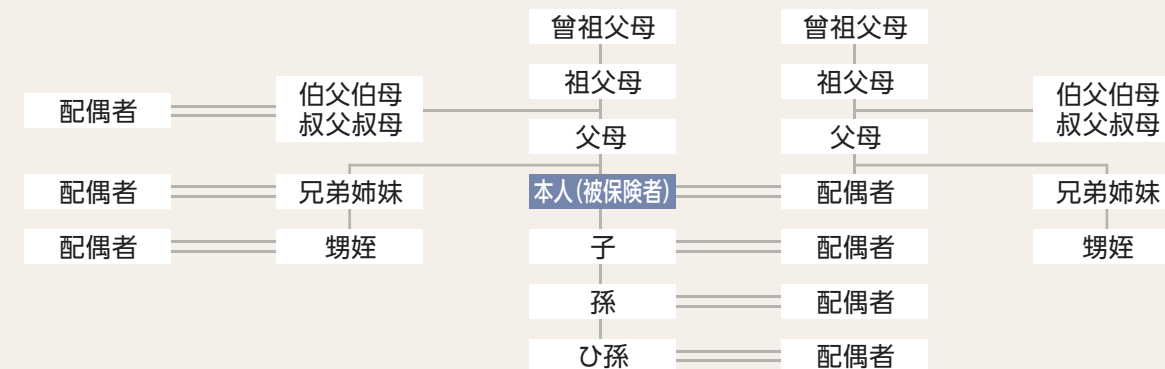 曾祖父母
曾祖父母
祖父母
祖父母
配偶者
伯父伯母
叔父叔母
伯父伯母
叔父叔母
父母
父母
配偶者
兄弟姉妹
本人(被保険者)
配偶者
兄弟姉妹
配偶者
甥姪
子
配偶者
甥姪
孫
配偶者
ひ孫
配偶者